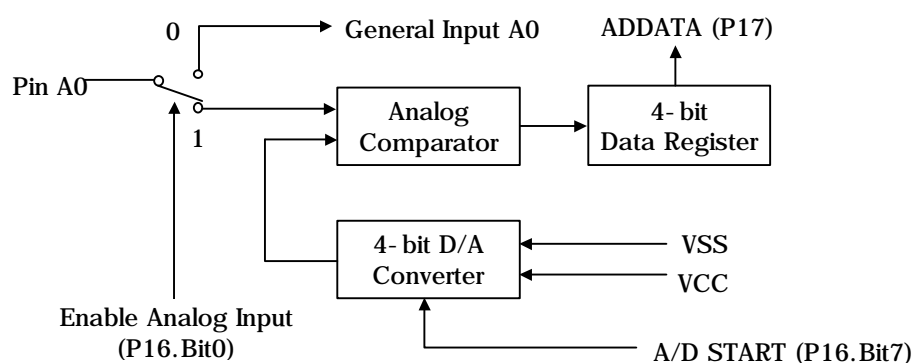 0
General Input A0
ADDATA (P17)
Pin A0
1
Analog
Comparator
4-bit
Data Register
4-bit D/A
Converter
VSS
VCC
Enable Analog Input
(P16.Bit0)
A/D START (P16.Bit7)